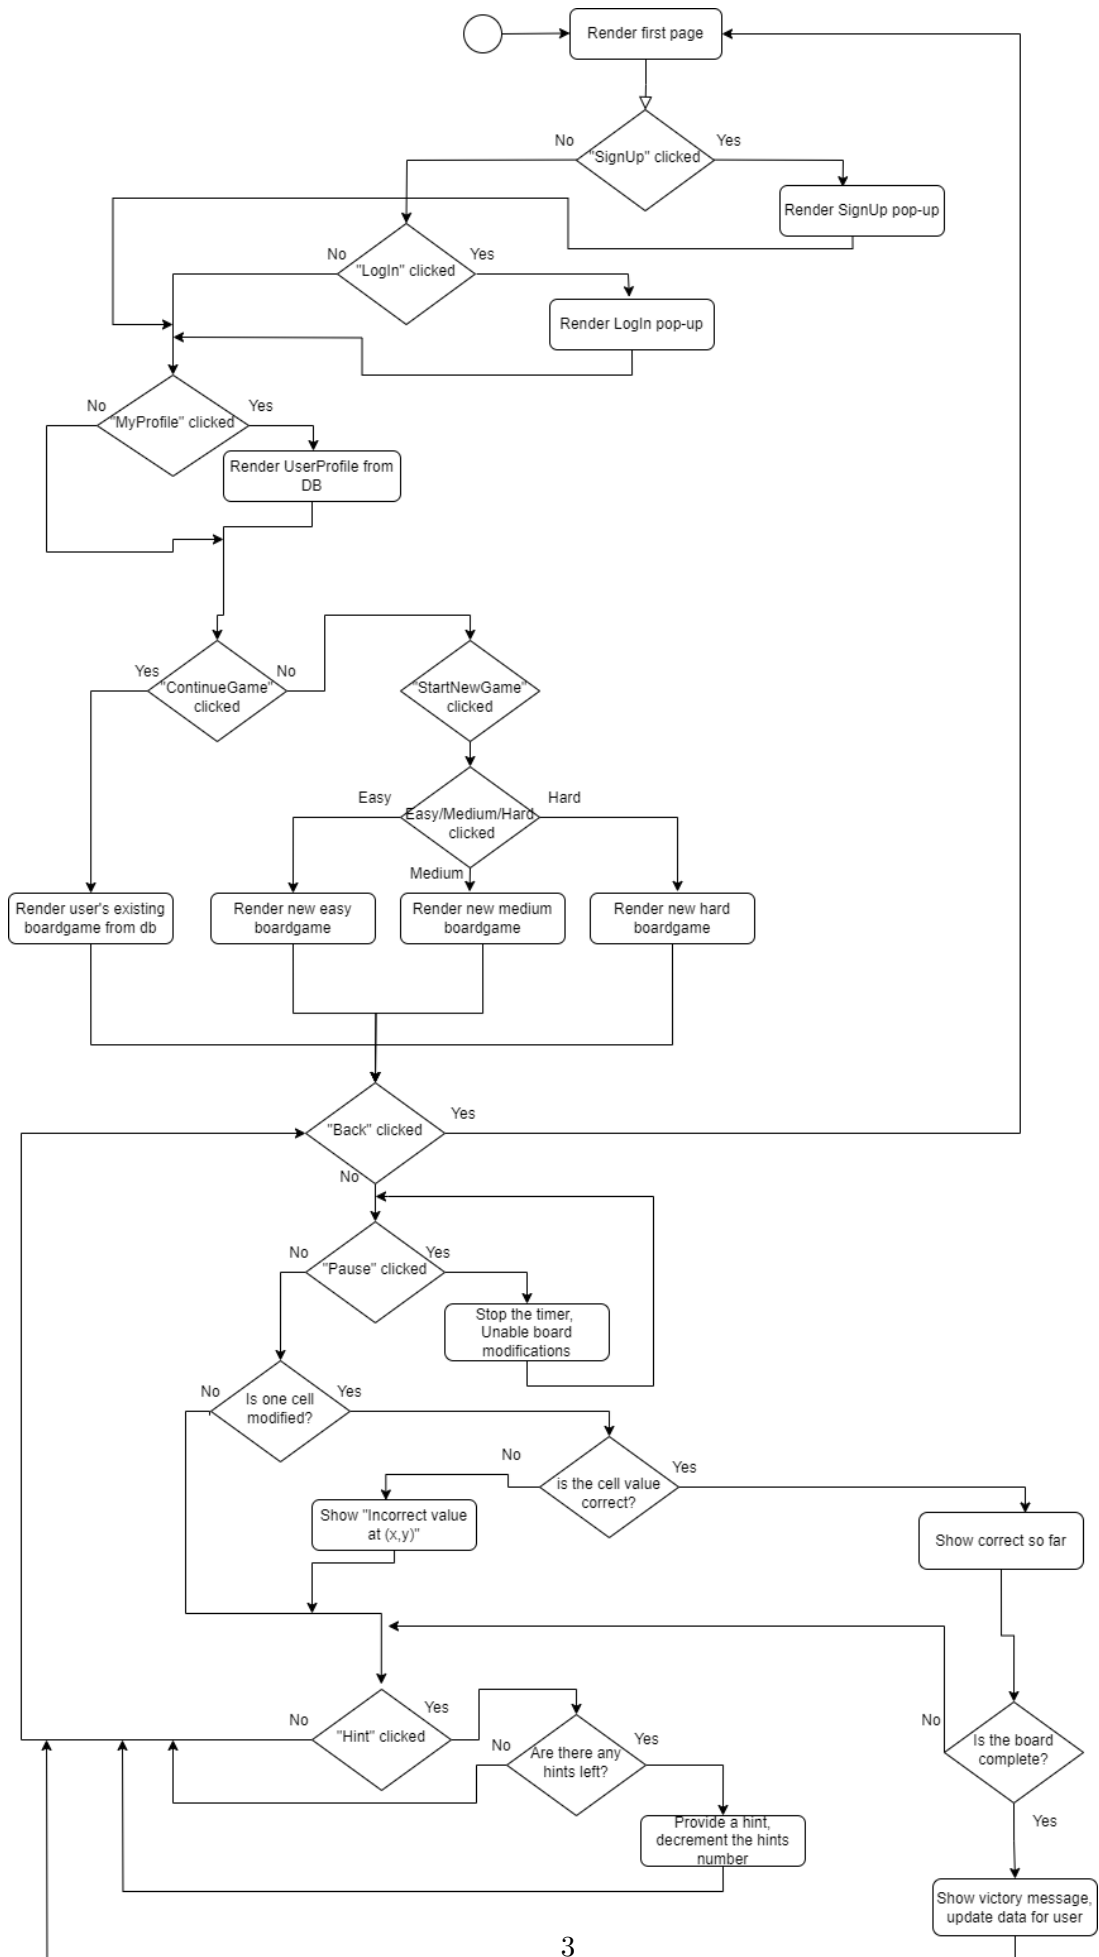 Render first page
No
Yes
"SignUp" clicked
Render SignUp pop-up
No
Yes
"LogIn" clicked
Render LogIn pop-up
No
Yes
"MyProfile" clicked
Render UserProfile from
DB
Yes
No
"ContinueGame"
clicked
"StartNewGame"
clicked
Easy
Hard
Easy/Medium/Hard
clicked
Medium
Render user's existing
boardgame from db
Render new easy
boardgame
Render new medium
boardgame
Render new hard
boardgame
Yes
"Back" clicked
No
No
Yes
"Pause" clicked
Stop the timer,
Unable board
modifications
No
Yes
Is one cell
modified?
No
Yes
is the cell value
correct?
Show "Incorrect value
at (x,y)"
Show correct so far
No
Yes
"Hint" clicked
No
Yes
Are there any
hints left?
No
Is the board
complete?
Yes
Provide a hint,
decrement the hints
number
Show victory message,
update data for user
3